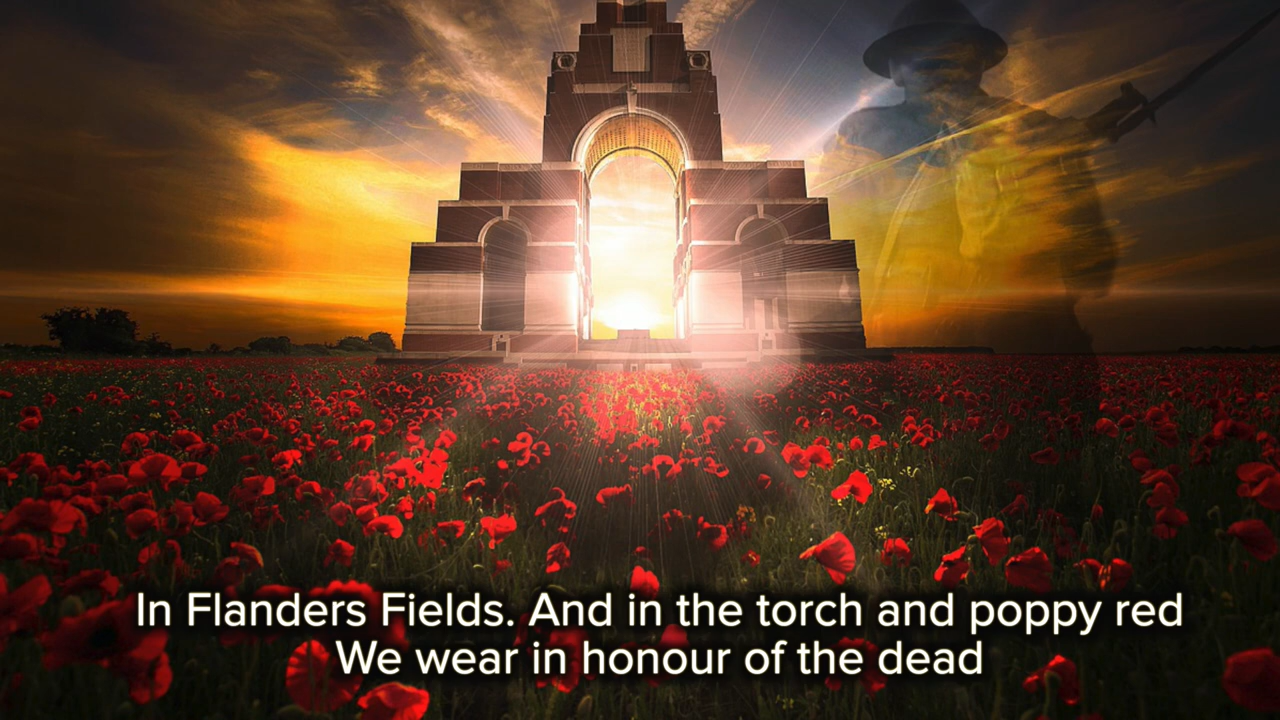 In Flanders Fields. And in the torch and poppy red
We wear in honour of the dead